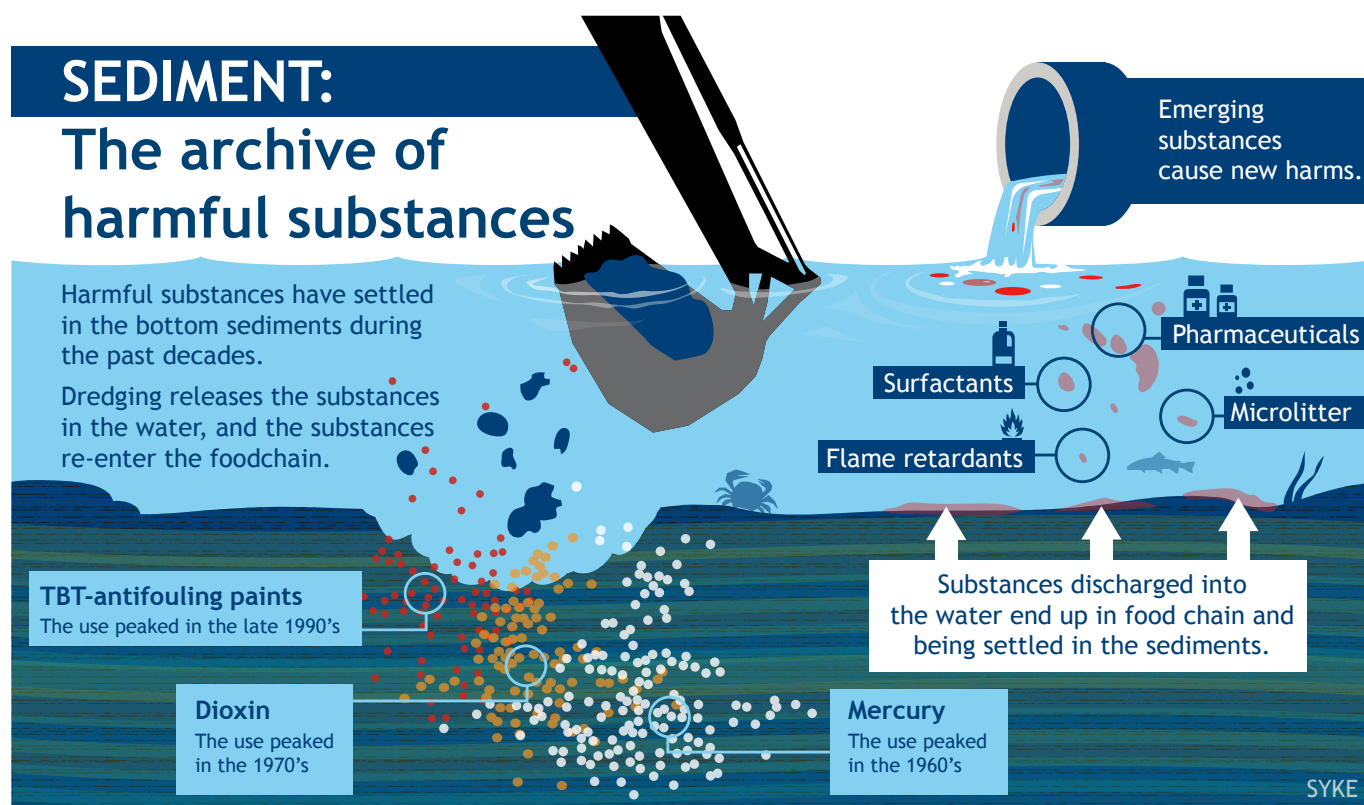 SEDIMENT:
The archive of
harmful substances
Harmful substances have settled
in the bottom sediments during
the past decades.
Dredging releases the substances
in the water, and the substances
re-enter the foodchain.
Emerging
substances
cause new harms.
Pharmaceuticals
Surfactants
Microlitter
Flame retardants
Substances discharged into
the water end up in food chain and
being settled in the sediments.
TBT-antifouling paints
The use peaked in the late 1990's
Dioxin
The use peaked
in the 1970's
Mercury
The use peaked
in the 1960's
SYKE